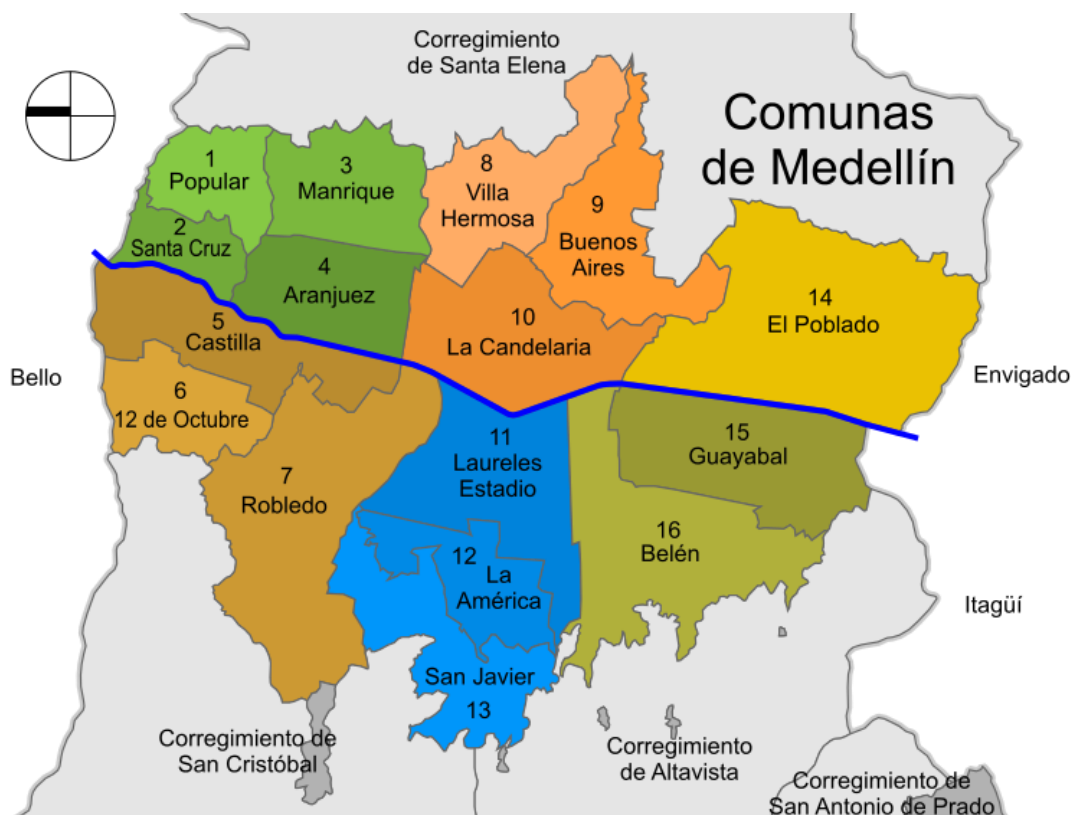 Corregimiento
de Santa Elena
Comunas
de Medellín
1
Popular
3
Manrique
8
Villa
Hermosa
9
Buenos
Aires
2
Santa Cruz
4
Aranjuez
14
El Poblado
5
Castilla
10
La Candelaria
Bello
Envigado
6
12 de Octubre
11
Laureles
Estadio
15
Guayabal
7
Robledo
16
Belén
12
La
América
Itagüí
San Javier
13
Corregimiento de
San Cristóbal
Corregimiento
de Altavista
Corregimiento de
San Antonio de Prado